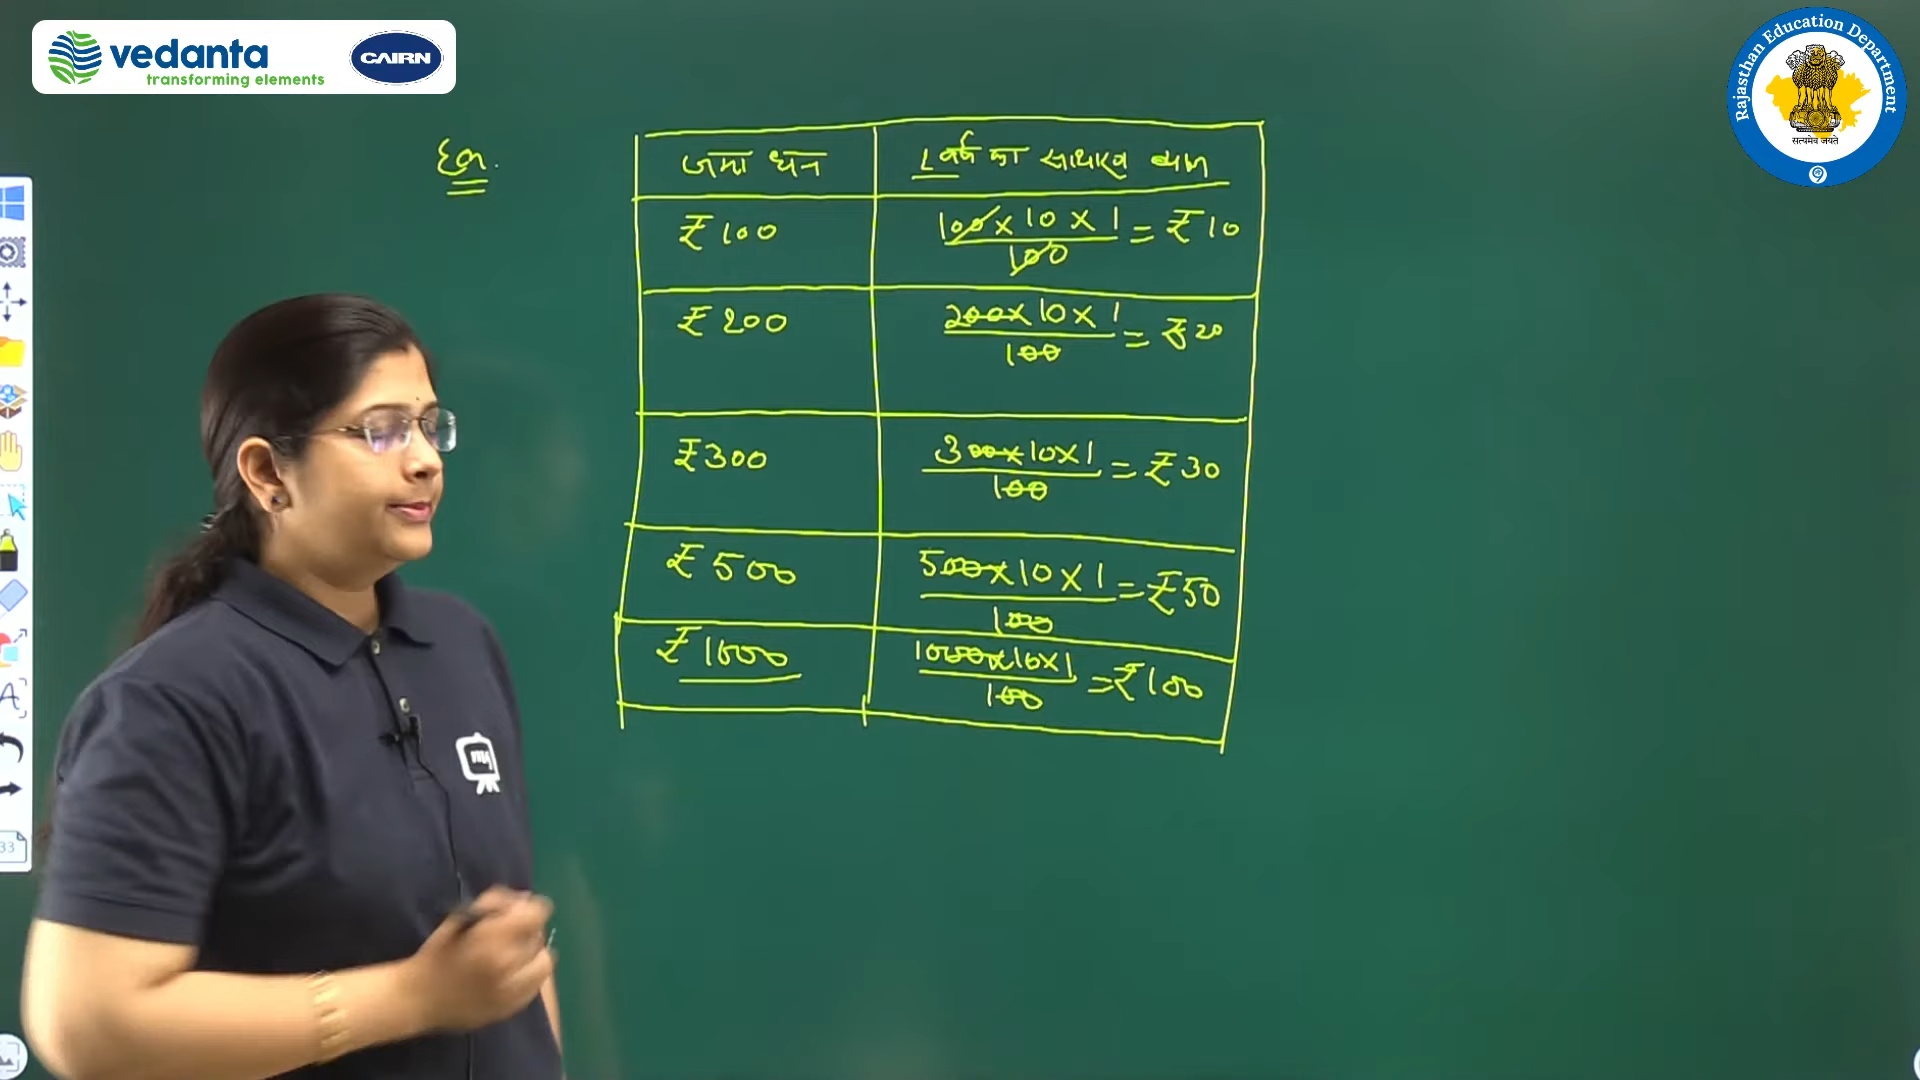 vedanta
transforming elements
CAIRN
Rajasthan Education Department
सत्यमेव जयते
Ex.
जमा धन
1 वर्ष का साधारण ब्याज
₹100
100 x 10 x 1 = ₹10
100
₹200
200 x 10 x 1 = ₹20
100
₹300
300 x 10 x 1 = ₹30
100
₹500
500 x 10 x 1 = ₹50
100
₹1000
1000 x 10 x 1 = ₹100
100
33